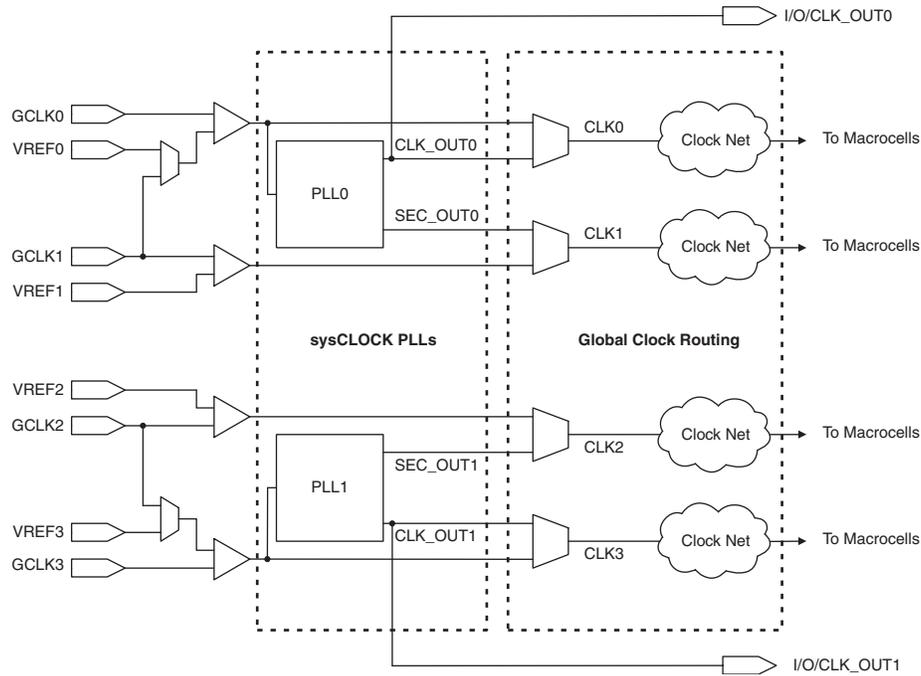 I/O/CLK_OUT0
GCLK0
VREF0
CLK_OUT0
CLK0
Clock Net
To Macrocells
PLL0
SEC_OUT0
CLK1
Clock Net
To Macrocells
GCLK1
VREF1
sysCLOCK PLLs
Global Clock Routing
VREF2
GCLK2
CLK2
Clock Net
To Macrocells
SEC_OUT1
PLL1
VREF3
CLK_OUT1
CLK3
Clock Net
To Macrocells
GCLK3
I/O/CLK_OUT1